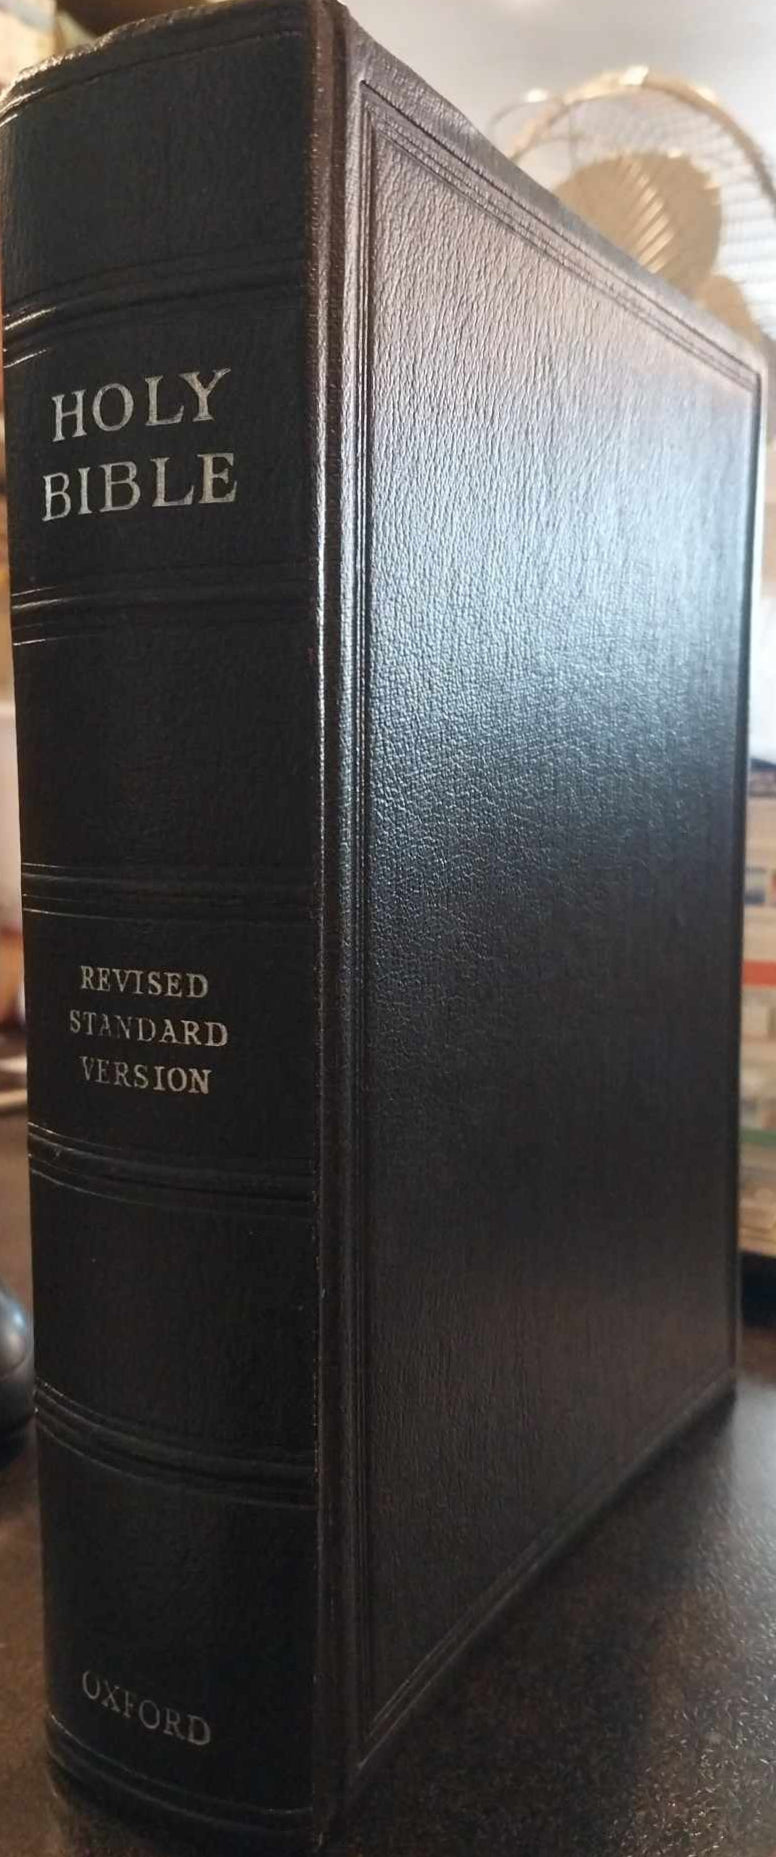 HOLY
BIBLE
REVISED
STANDARD
VERSION
OXFORD